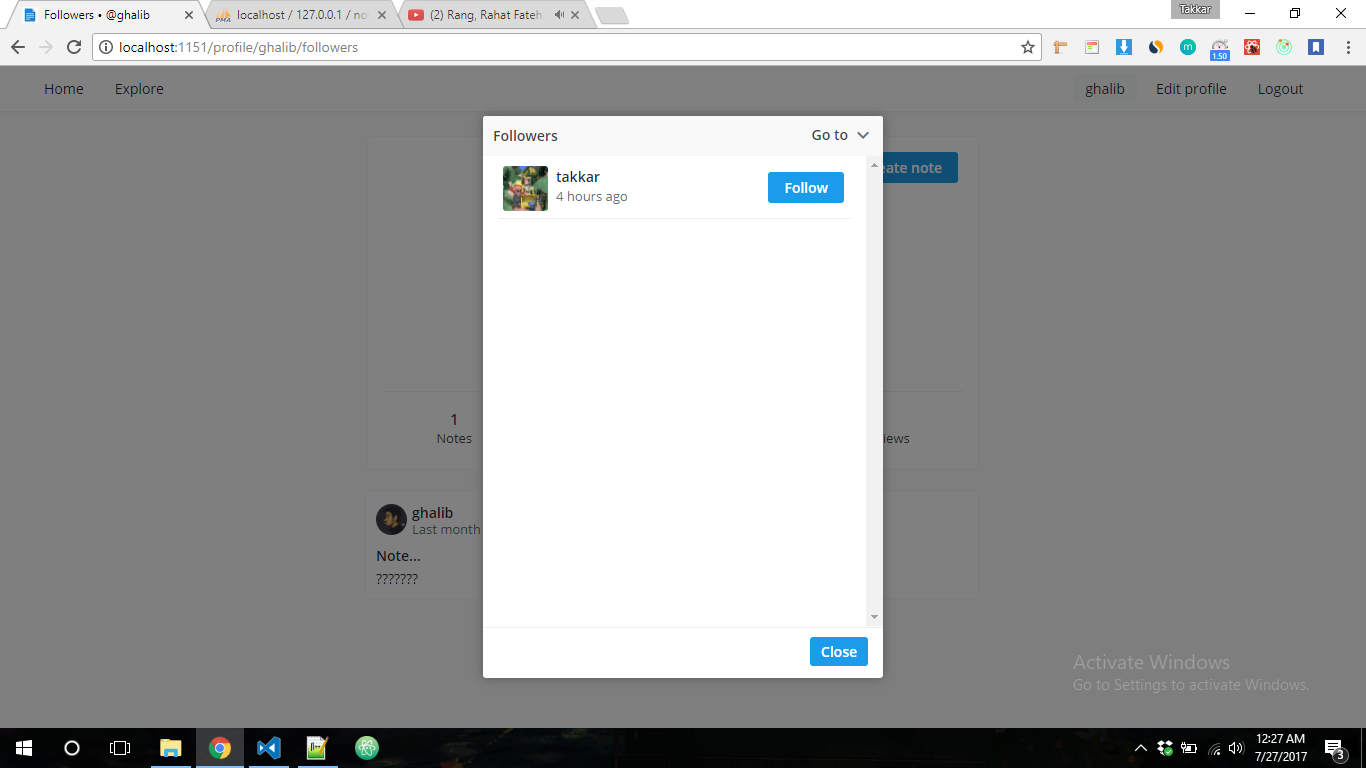 Followers • @ghalib
localhost / 127.0.0.1 / no
(2) Rang, Rahat Fateh
Takkar
localhost:1151/profile/ghalib/followers
1.50
Home Explore ghalib Edit profile Logout
Followers Go to
eate note
takkar
4 hours ago
Follow
1
Notes
iews
ghalib
Last month
Note...
???????
Close
Activate Windows
Go to Settings to activate Windows.
12:27 AM
7/27/2017
3